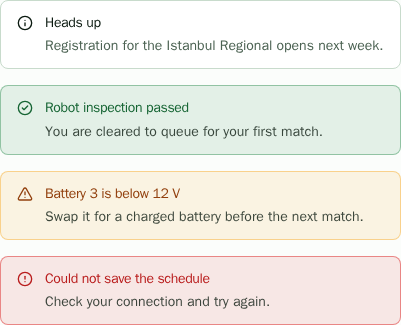 Heads up
Registration for the Istanbul Regional opens next week.
Robot inspection passed
You are cleared to queue for your first match.
Battery 3 is below 12 V
Swap it for a charged battery before the next match.
Could not save the schedule
Check your connection and try again.